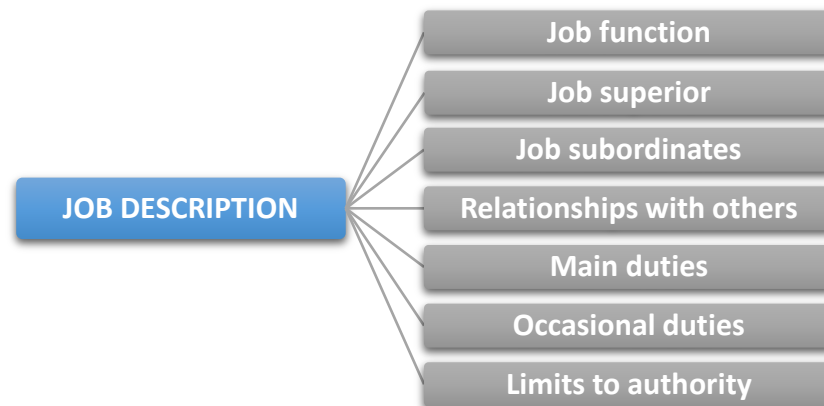 JOB DESCRIPTION
Job function
Job superior
Job subordinates
Relationships with others
Main duties
Occasional duties
Limits to authority